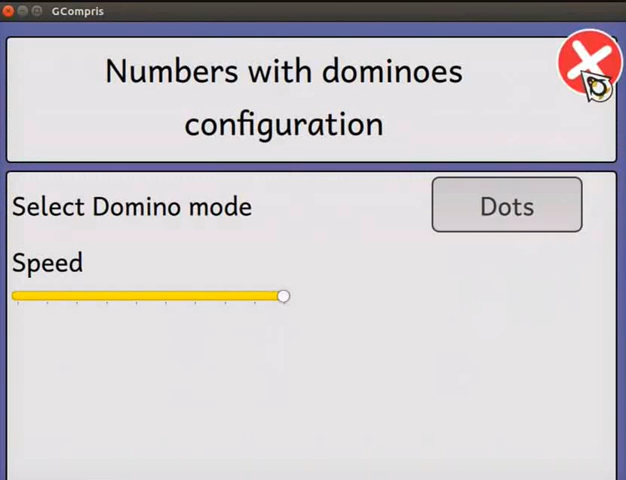 GCompris
Numbers with dominoes
configuration
Select Domino mode
Dots
Speed